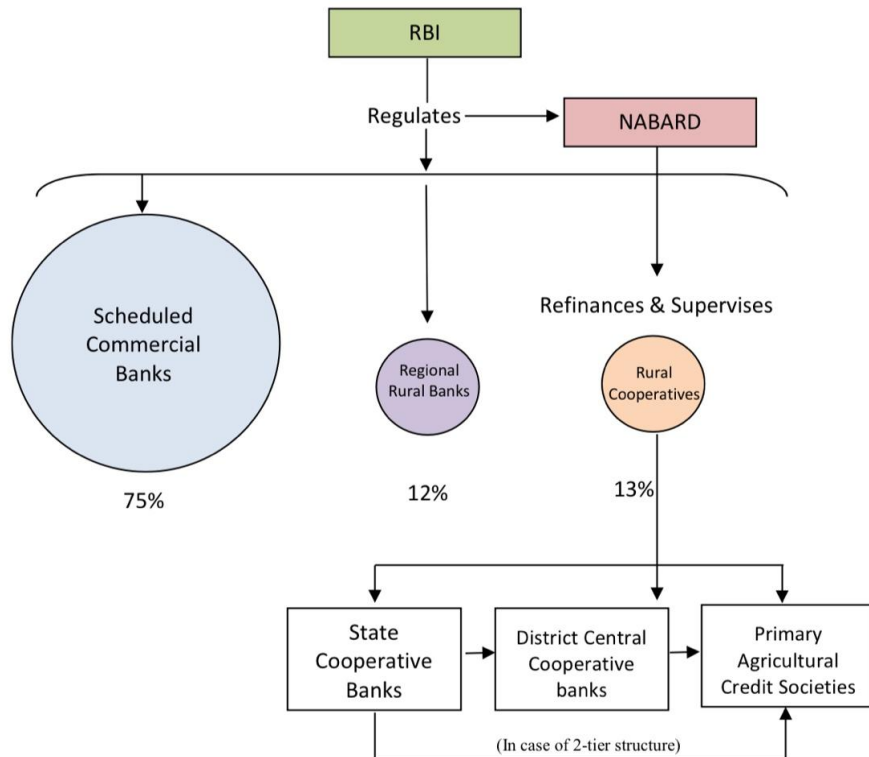 RBI
Regulates
NABARD
Refinances & Supervises
Scheduled
Commercial
Banks
Regional
Rural Banks
Rural
Cooperatives
75%
12%
13%
State
Cooperative
Banks
District Central
Cooperative
banks
Primary
Agricultural
Credit Societies
(In case of 2-tier structure)